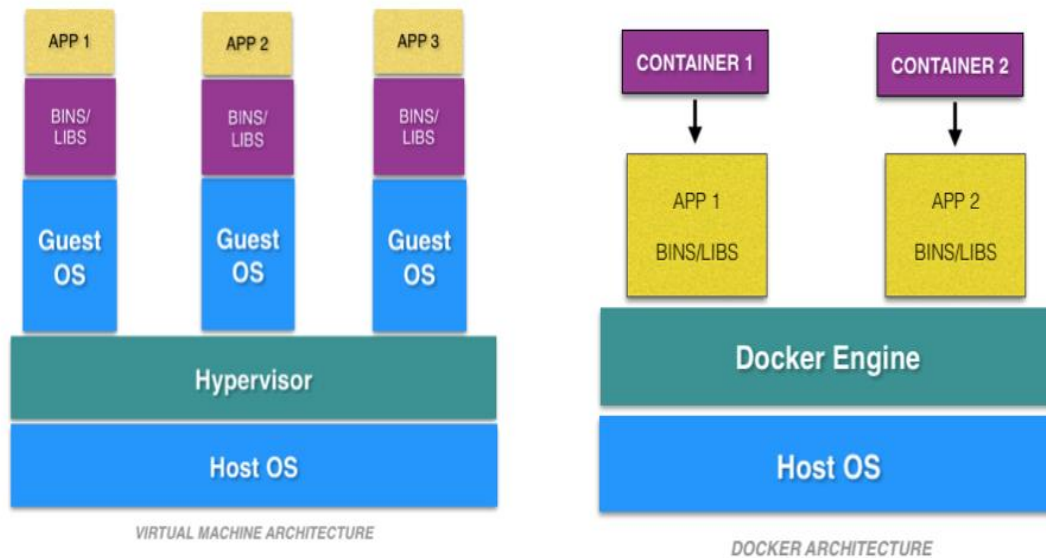 APP 1
BINS/
LIBS
Guest
OS
APP 2
BINS/
LIBS
Guest
OS
APP 3
BINS/
LIBS
Guest
OS
Hypervisor
Host OS
VIRTUAL MACHINE ARCHITECTURE
CONTAINER 1
APP 1
BINS/LIBS
CONTAINER 2
APP 2
BINS/LIBS
Docker Engine
Host OS
DOCKER ARCHITECTURE